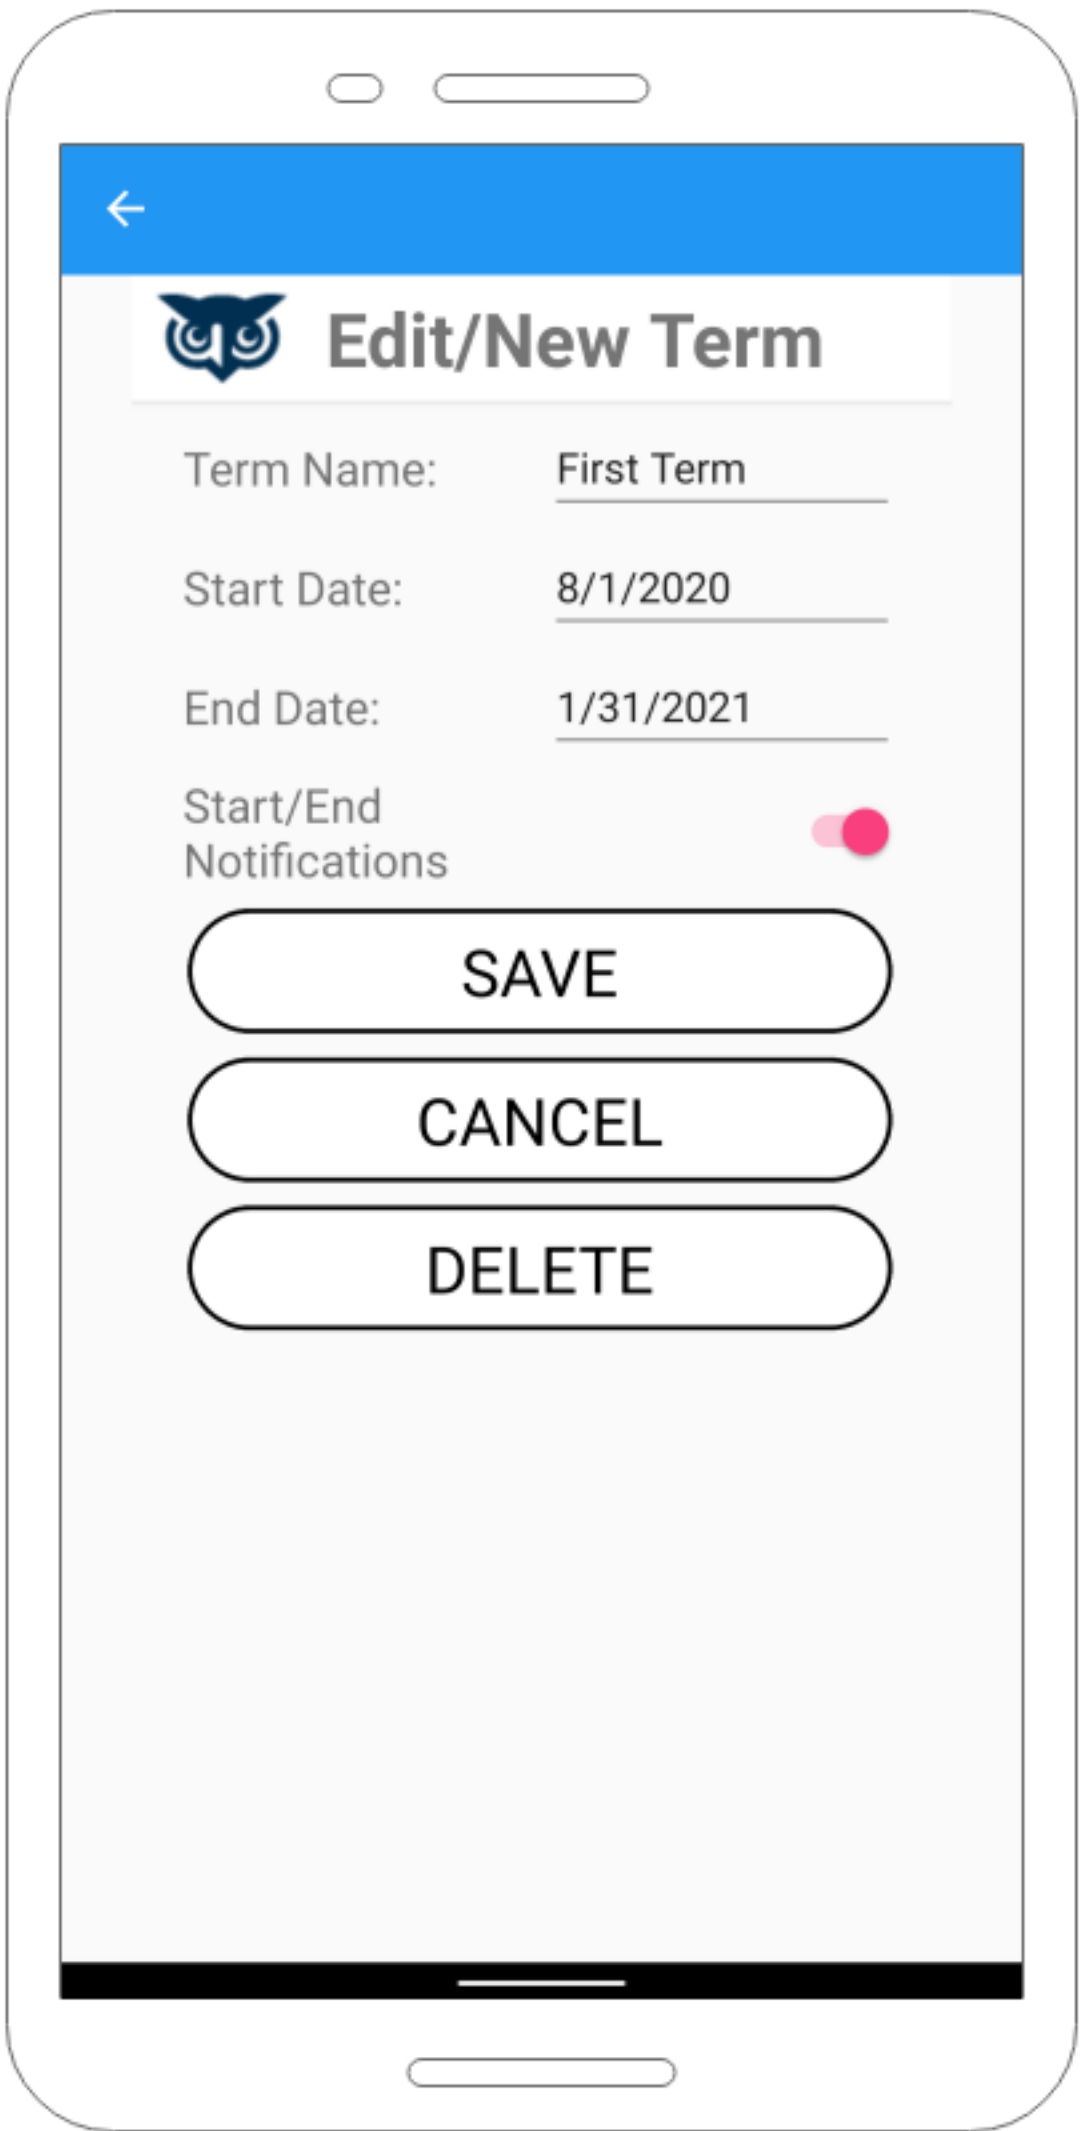 Edit/New Term
Term Name: First Term
Start Date: 8/1/2020
End Date: 1/31/2021
Start/End
Notifications
SAVE
CANCEL
DELETE